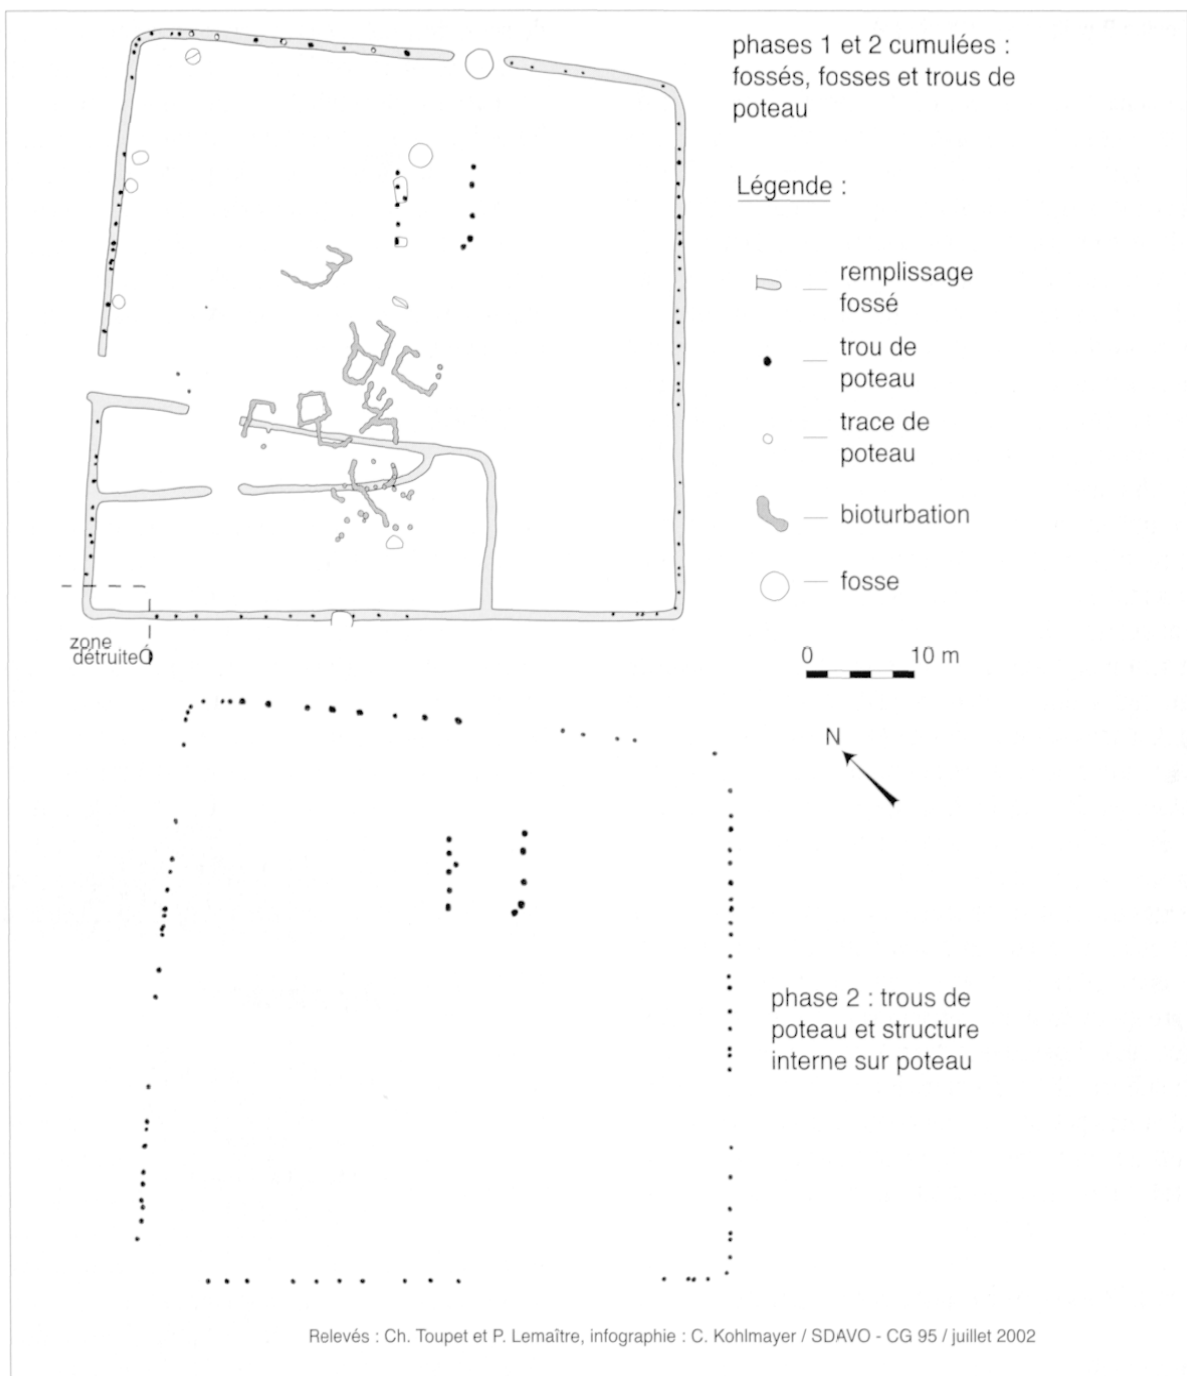 phases 1 et 2 cumulées :
fossés, fosses et trous de
poteau
Légende :
remplissage
fossé
trou de
poteau
trace de
poteau
bioturbation
fosse
zone
détruite
0 10 m
N
phase 2 : trous de
poteau et structure
interne sur poteau
Relevés : Ch. Toupet et P. Lemaître, infographie : C. Kohlmayer / SDAVO - CG 95 / juillet 2002